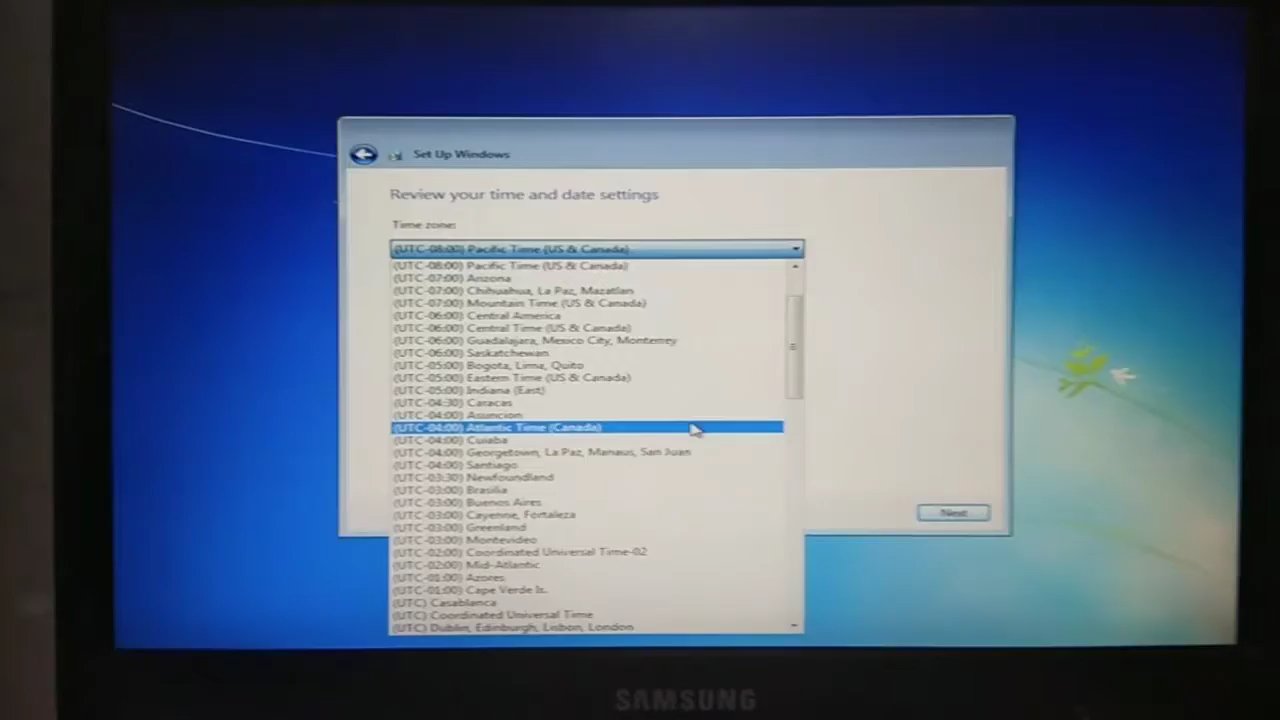 Set Up Windows
Review your time and date settings
Time zone:
(UTC-08:00) Pacific Time (US & Canada)
(UTC-08:00) Pacific Time (US & Canada)
(UTC-07:00) Arizona
(UTC-07:00) Chihuahua, La Paz, Mazatlan
(UTC-07:00) Mountain Time (US & Canada)
(UTC-06:00) Central America
(UTC-06:00) Central Time (US & Canada)
(UTC-06:00) Guadalajara, Mexico City, Monterrey
(UTC-06:00) Saskatchewan
(UTC-05:00) Bogota, Lima, Quito
(UTC-05:00) Eastern Time (US & Canada)
(UTC-05:00) Indiana (East)
(UTC-04:30) Caracas
(UTC-04:00) Asuncion
(UTC-04:00) Atlantic Time (Canada)
(UTC-04:00) Cuiaba
(UTC-04:00) Georgetown, La Paz, Manaus, San Juan
(UTC-04:00) Santiago
(UTC-03:30) Newfoundland
(UTC-03:00) Brasilia
(UTC-03:00) Buenos Aires
(UTC-03:00) Cayenne, Fortaleza
(UTC-03:00) Greenland
(UTC-03:00) Montevideo
(UTC-02:00) Coordinated Universal Time-02
(UTC-02:00) Mid-Atlantic
(UTC-01:00) Azores
(UTC-01:00) Cape Verde Is.
(UTC) Casablanca
(UTC) Coordinated Universal Time
(UTC) Dublin, Edinburgh, Lisbon, London
Next
SAMSUNG